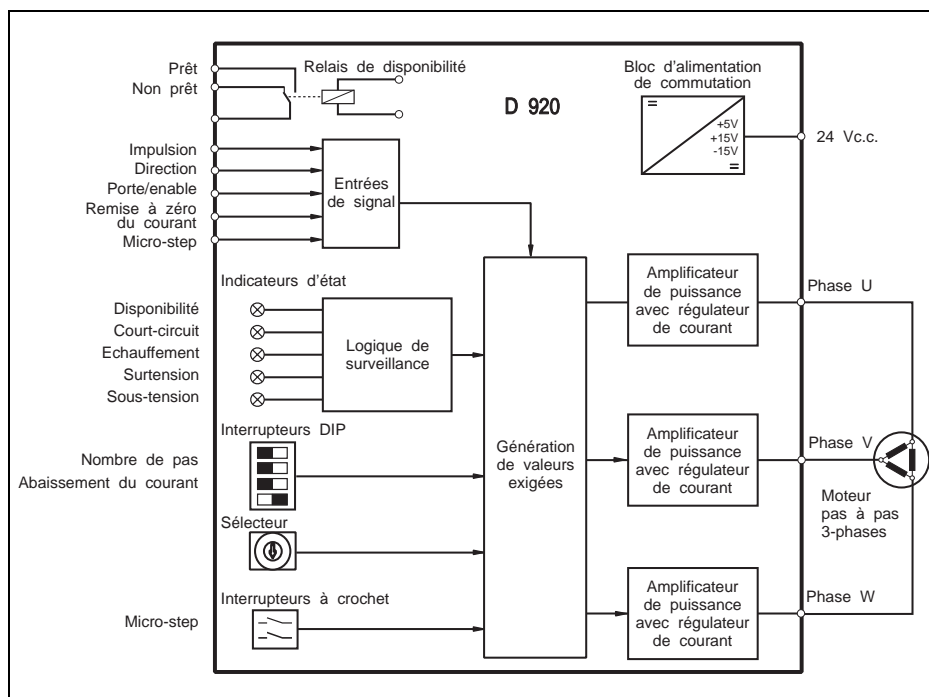 Prêt
Relais de disponibilité
Bloc d'alimentation
de commutation
Non prêt
D 920
=
+5V
+15V
-15V
=
24 Vc.c.
Impulsion
Direction
Porte/enable
Remise à zéro
du courant
Micro-step
Entrées
de signal
Indicateurs d'état
Disponibilité
Court-circuit
Echauffement
Surtension
Sous-tension
Logique de
surveillance
Amplificateur
de puissance
avec régulateur
de courant
Phase U
Interrupteurs DIP
Nombre de pas
Abaissement du courant
Génération
de valeurs
exigées
Amplificateur
de puissance
avec régulateur
de courant
Phase V
Moteur
pas à pas
3-phases
Sélecteur
Interrupteurs à crochet
Micro-step
Amplificateur
de puissance
avec régulateur
de courant
Phase W